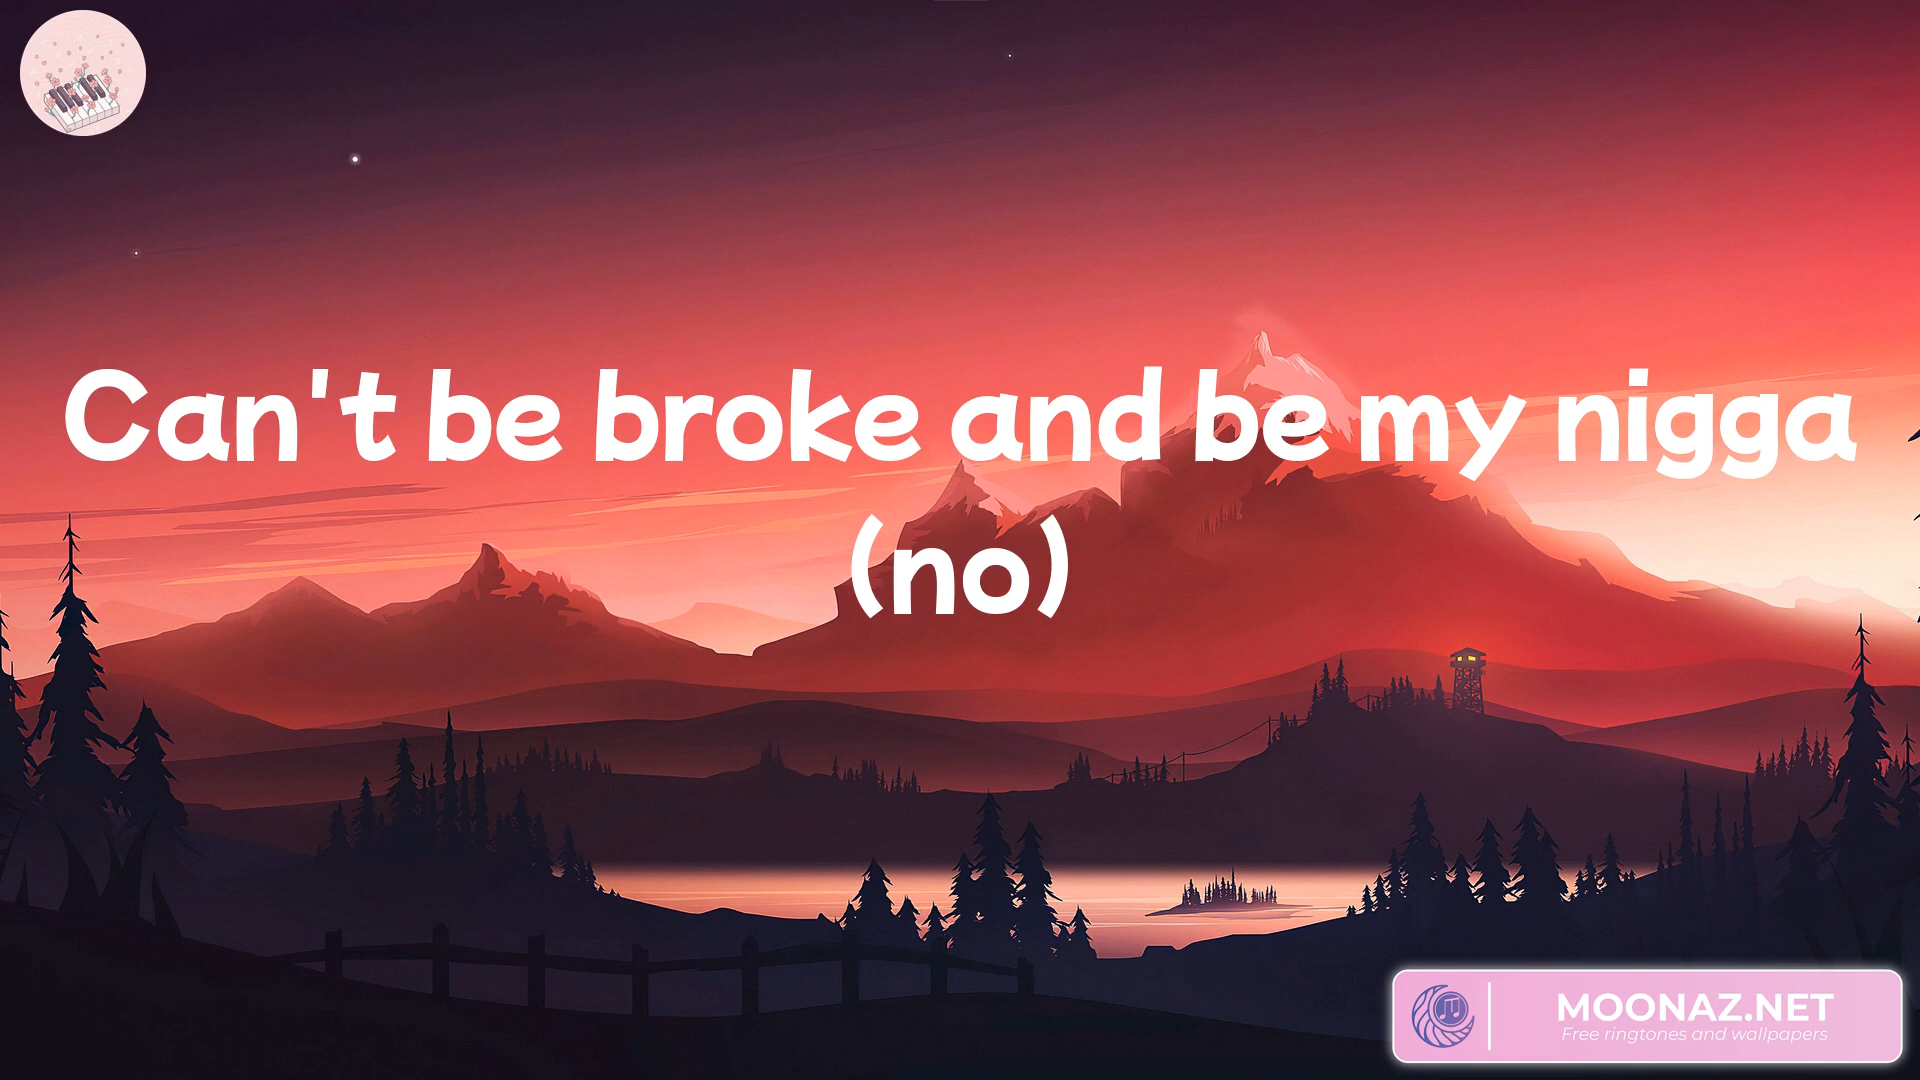 Can't be broke and be my nigga
(no)
MOONAZ.NET
Free ringtones and wallpapers